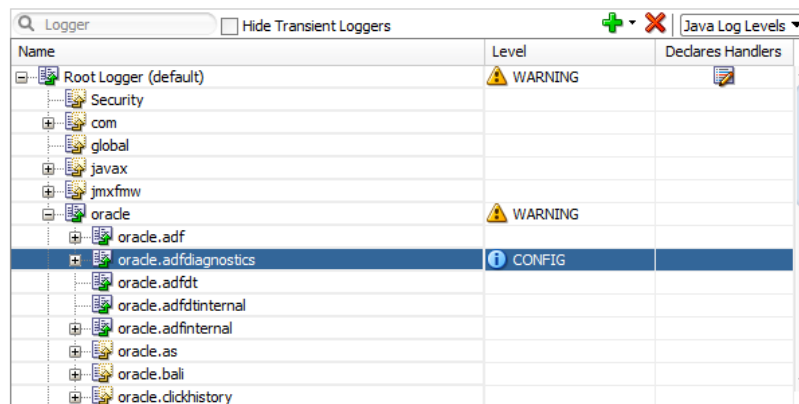 Logger Hide Transient Loggers Java Log Levels
Name Level Declares Handlers
Root Logger (default) WARNING
Security
com
global
javax
jmxfmw
oracle WARNING
oracle.adf
oracle.adfdiagnostics CONFIG
oracle.adfdt
oracle.adfdtinternal
oracle.adfinternal
oracle.as
oracle.bali
oracle.clickhistory